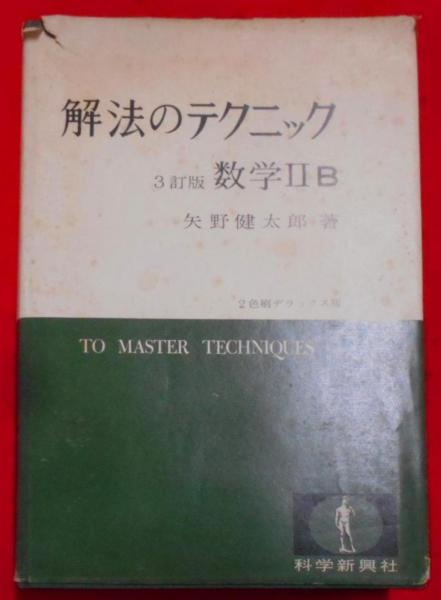 解法のテクニック
3訂版 数学ⅡB
矢野健太郎 著
2色刷デラックス版
TO MASTER TECHNIQUES
科学新興社